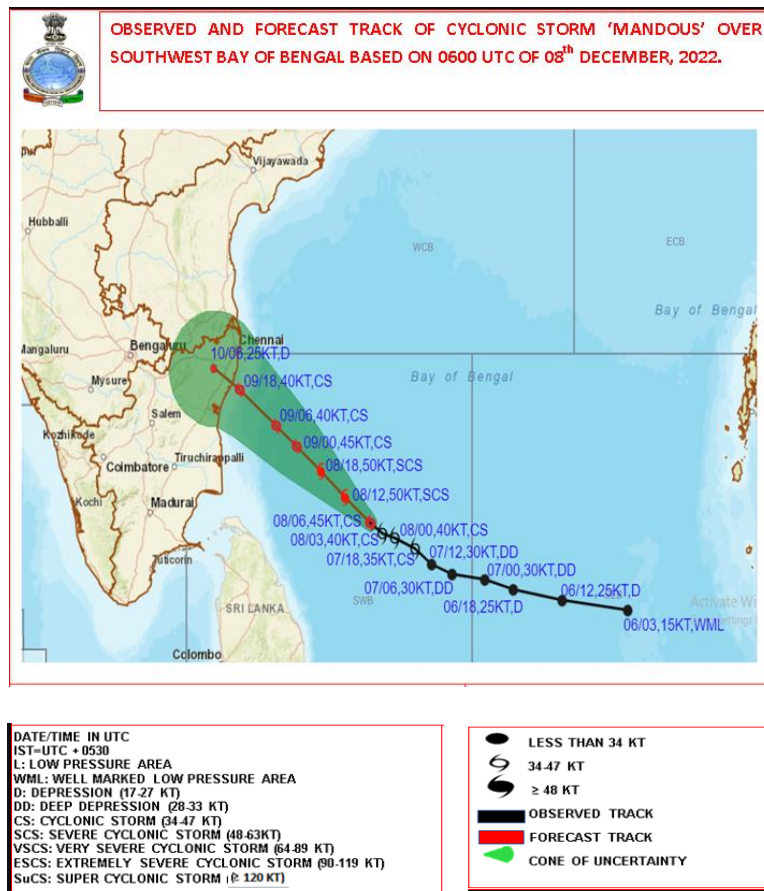 OBSERVED AND FORECAST TRACK OF CYCLONIC STORM 'MANDOUS' OVER
SOUTHWEST BAY OF BENGAL BASED ON 0600 UTC OF 08th DECEMBER, 2022.
Vijayawada
Hubballi
WCB
ECB
Bay of Bengal
Chennai
Mangaluru
Bengaluru
10/06,25KT,D
Bay of Bengal
Mysuru
09/18,40KT,CS
Salem
09/06,40KT,CS
Kozhikode
09/00,45KT,CS
Coimbatore
Tiruchirappalli
08/18,50KT,SCS
Kochi
Madurai
08/12,50KT,SCS
08/06,45KT,CS
08/00,40KT,CS
08/03,40KT,CS
07/18,35KT,CS
07/12,30KT,DD
Tuticorin
07/00,30KT,DD
07/06,30KT,DD
06/12,25KT,D
SRI LANKA
SWB
06/18,25KT,D
Activate Wi
06/03,15KT,WML
Colombo
DATE/TIME IN UTC
IST=UTC + 0530
L: LOW PRESSURE AREA
WML: WELL MARKED LOW PRESSURE AREA
D: DEPRESSION (17-27 KT)
DD: DEEP DEPRESSION (28-33 KT)
CS: CYCLONIC STORM (34-47 KT)
SCS: SEVERE CYCLONIC STORM (48-63KT)
VSCS: VERY SEVERE CYCLONIC STORM (64-89 KT)
ESCS: EXTREMELY SEVERE CYCLONIC STORM (90-119 KT)
SuCS: SUPER CYCLONIC STORM (≥ 120 KT)
LESS THAN 34 KT
34-47 KT
≥ 48 KT
OBSERVED TRACK
FORECAST TRACK
CONE OF UNCERTAINTY